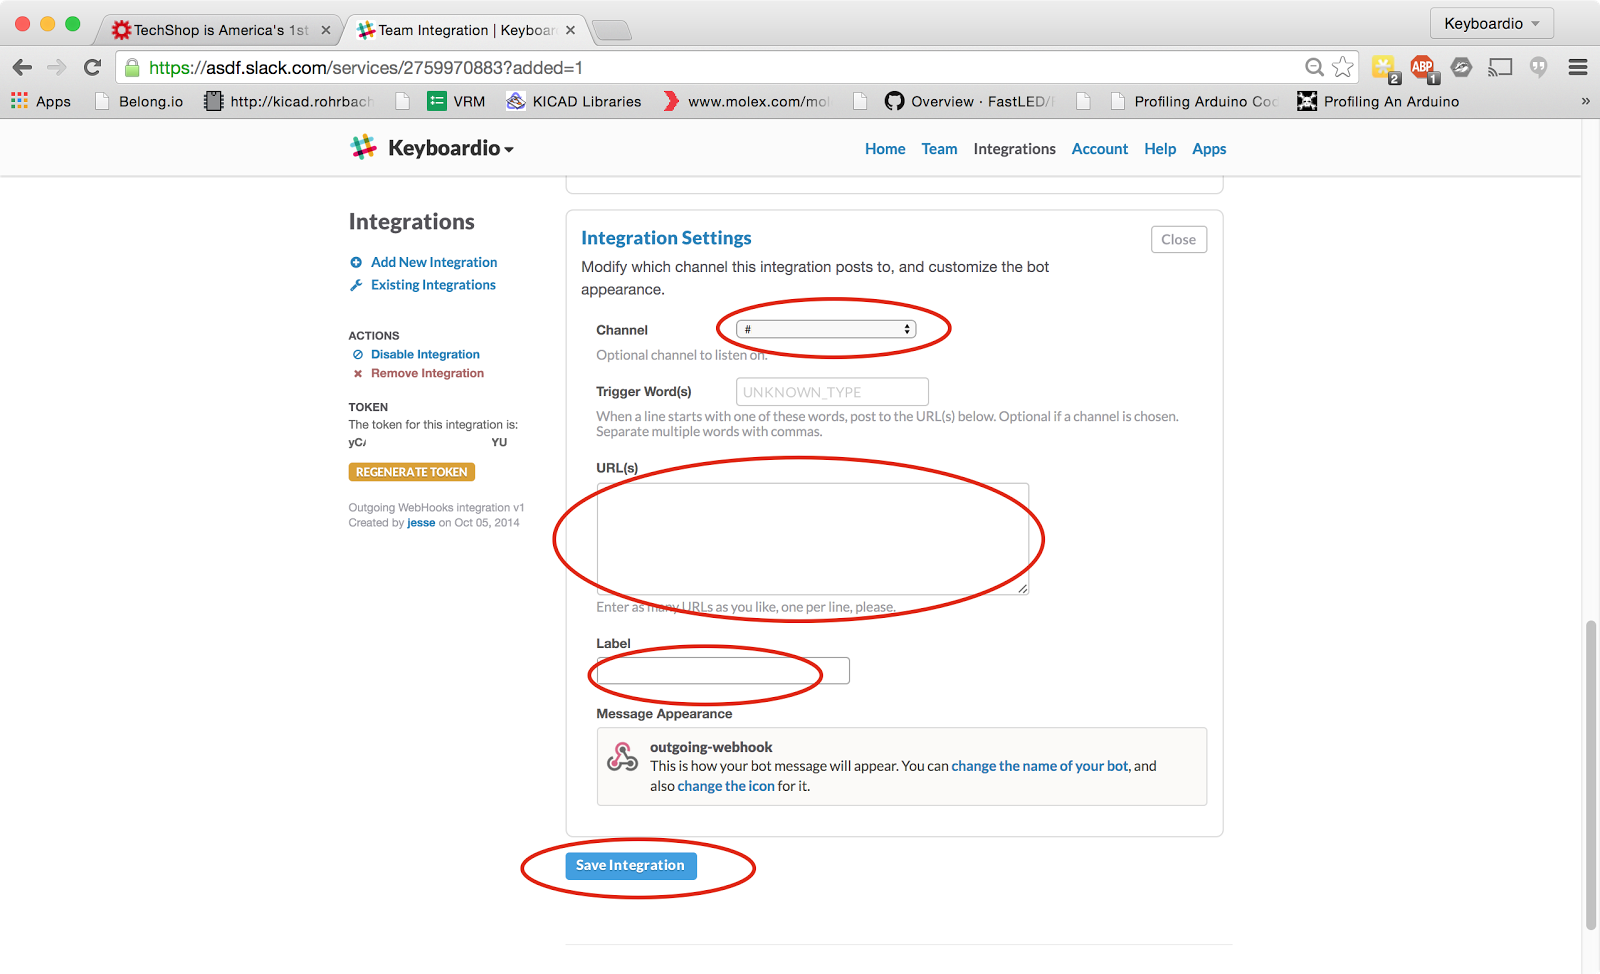 TechShop is America's 1st
Team Integration | Keyboar
Keyboardio
https://asdf.slack.com/services/2759970883?added=1
2
ABP
1
Apps
Belong.io
http://kicad.rohrbach
VRM
KICAD Libraries
www.molex.com/mol
Overview · FastLED/
Profiling Arduino Co
Profiling An Arduino
»
Keyboardio
Home
Team
Integrations
Account
Help
Apps
Integrations
Add New Integration
Existing Integrations
ACTIONS
Disable Integration
Remove Integration
TOKEN
The token for this integration is:
yC
YU
REGENERATE TOKEN
Outgoing WebHooks integration v1
Created by jesse on Oct 05, 2014
Integration Settings
Close
Modify which channel this integration posts to, and customize the bot
appearance.
Channel
#
Optional channel to listen on.
Trigger Word(s)
UNKNOWN_TYPE
When a line starts with one of these words, post to the URL(s) below. Optional if a channel is chosen.
Separate multiple words with commas.
URL(s)
Enter as many URLs as you like, one per line, please.
Label
Message Appearance
outgoing-webhook
This is how your bot message will appear. You can change the name of your bot, and
also change the icon for it.
Save Integration